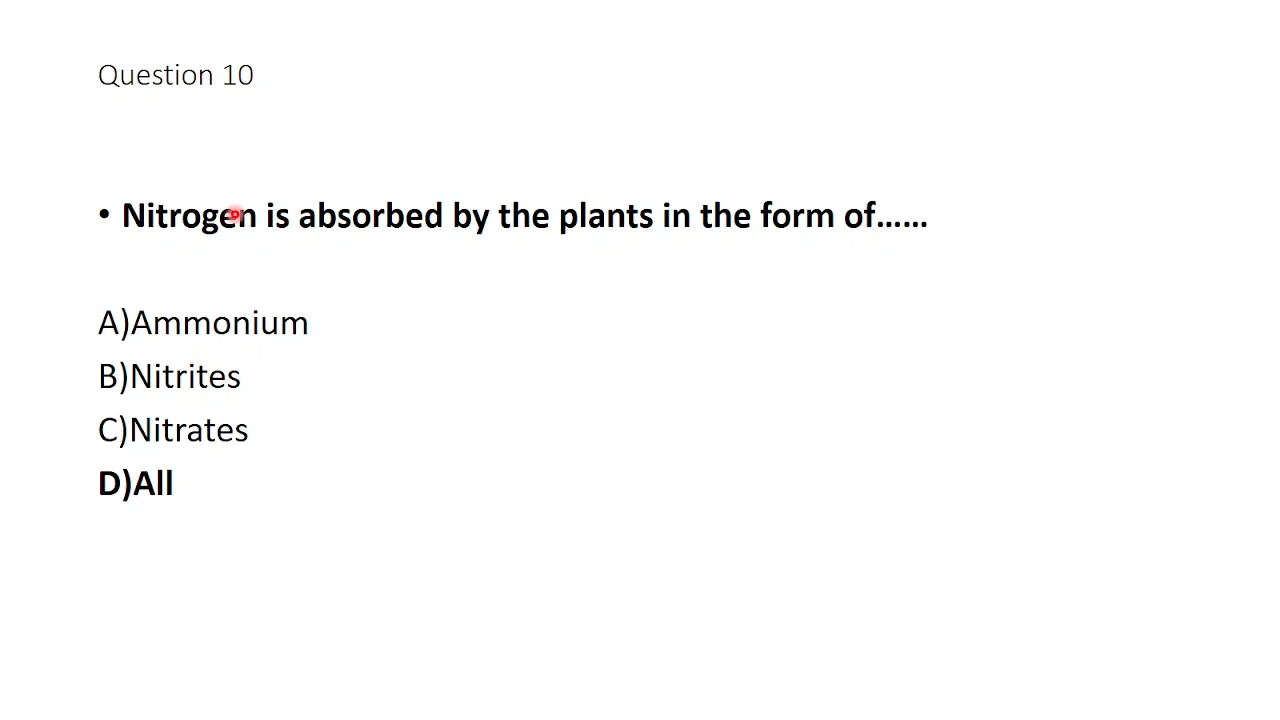 Question 10
• Nitrogen is absorbed by the plants in the form of......
A)Ammonium
B)Nitrites
C)Nitrates
D)All